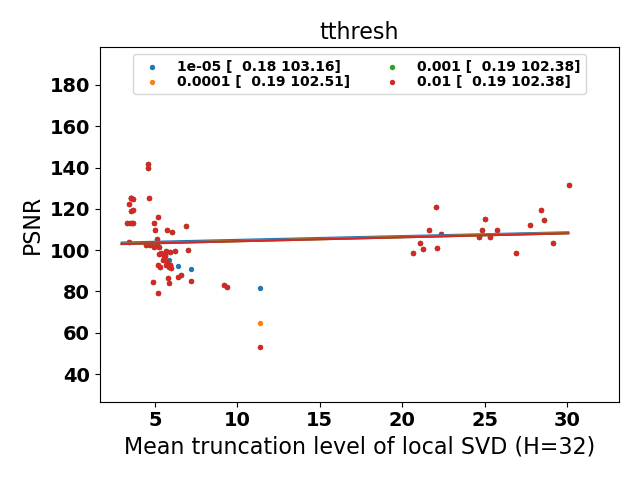 tthresh
1e-05 [  0.18 103.16]
0.0001 [  0.19 102.51]
0.001 [  0.19 102.38]
0.01 [  0.19 102.38]
PSNR
180
160
140
120
100
80
60
40
5 10 15 20 25 30
Mean truncation level of local SVD (H=32)